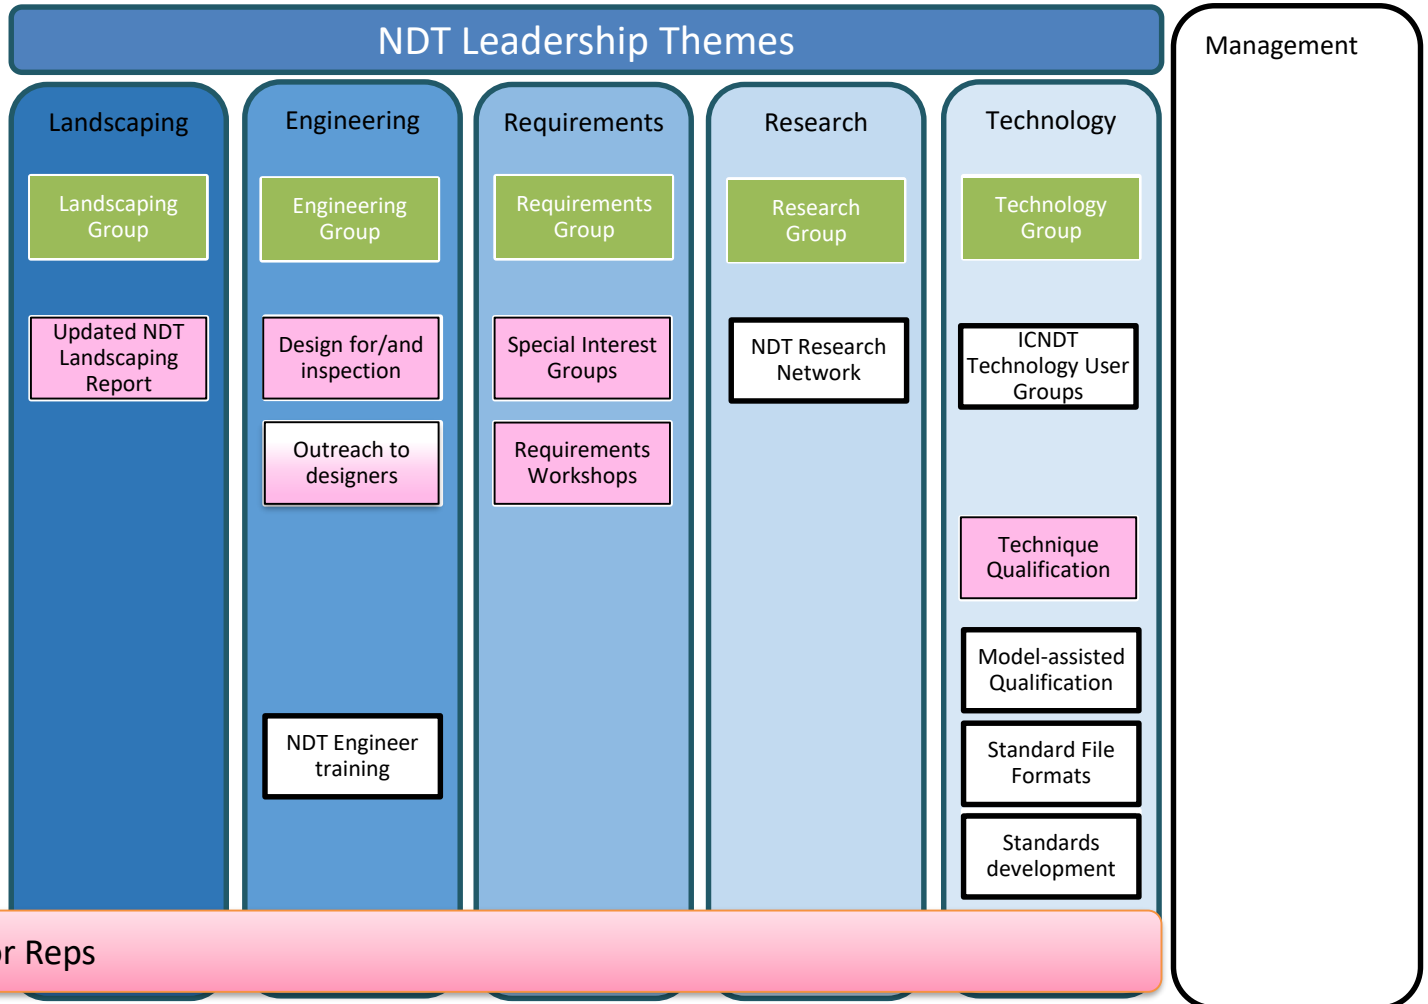 NDT Leadership Themes
Management
Landscaping
Engineering
Requirements
Research
Technology
Landscaping
Group
Engineering
Group
Requirements
Group
Research
Group
Technology
Group
Updated NDT
Landscaping
Report
Design for/and
inspection
Special Interest
Groups
NDT Research
Network
ICNDT
Technology User
Groups
Outreach to
designers
Requirements
Workshops
Technique
Qualification
Model-assisted
Qualification
NDT Engineer
training
Standard File
Formats
Standards
development
Reps